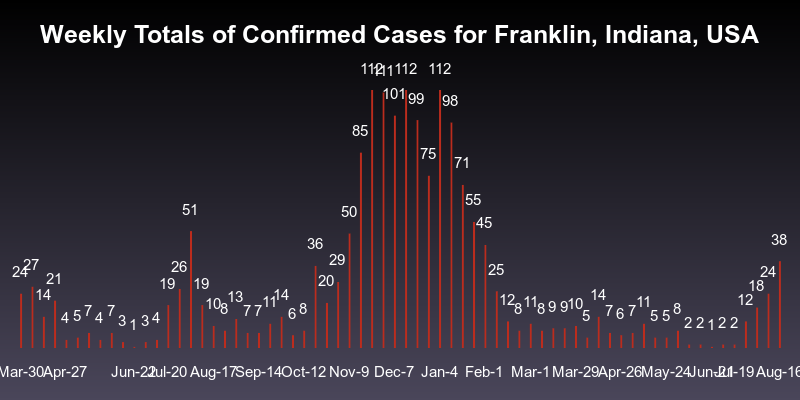 Weekly Totals of Confirmed Cases for Franklin, Indiana, USA
24 27 14 21 4 5 7 4 7 3 1 3 4 19 26 51 19 10 8 13 7 7 11 14 6 8 36 20 29 50 85 112 111 101 112 99 75 112 98 71 55 45 25 12 8 11 8 9 9 10 5 14 7 6 7 11 5 5 8 2 2 1 2 2 12 18 24 38
Mar-30 Apr-27 Jun-22 Jul-20 Aug-17 Sep-14 Oct-12 Nov-9 Dec-7 Jan-4 Feb-1 Mar-1 Mar-29 Apr-26 May-24 Jun-21 Jul-19 Aug-16